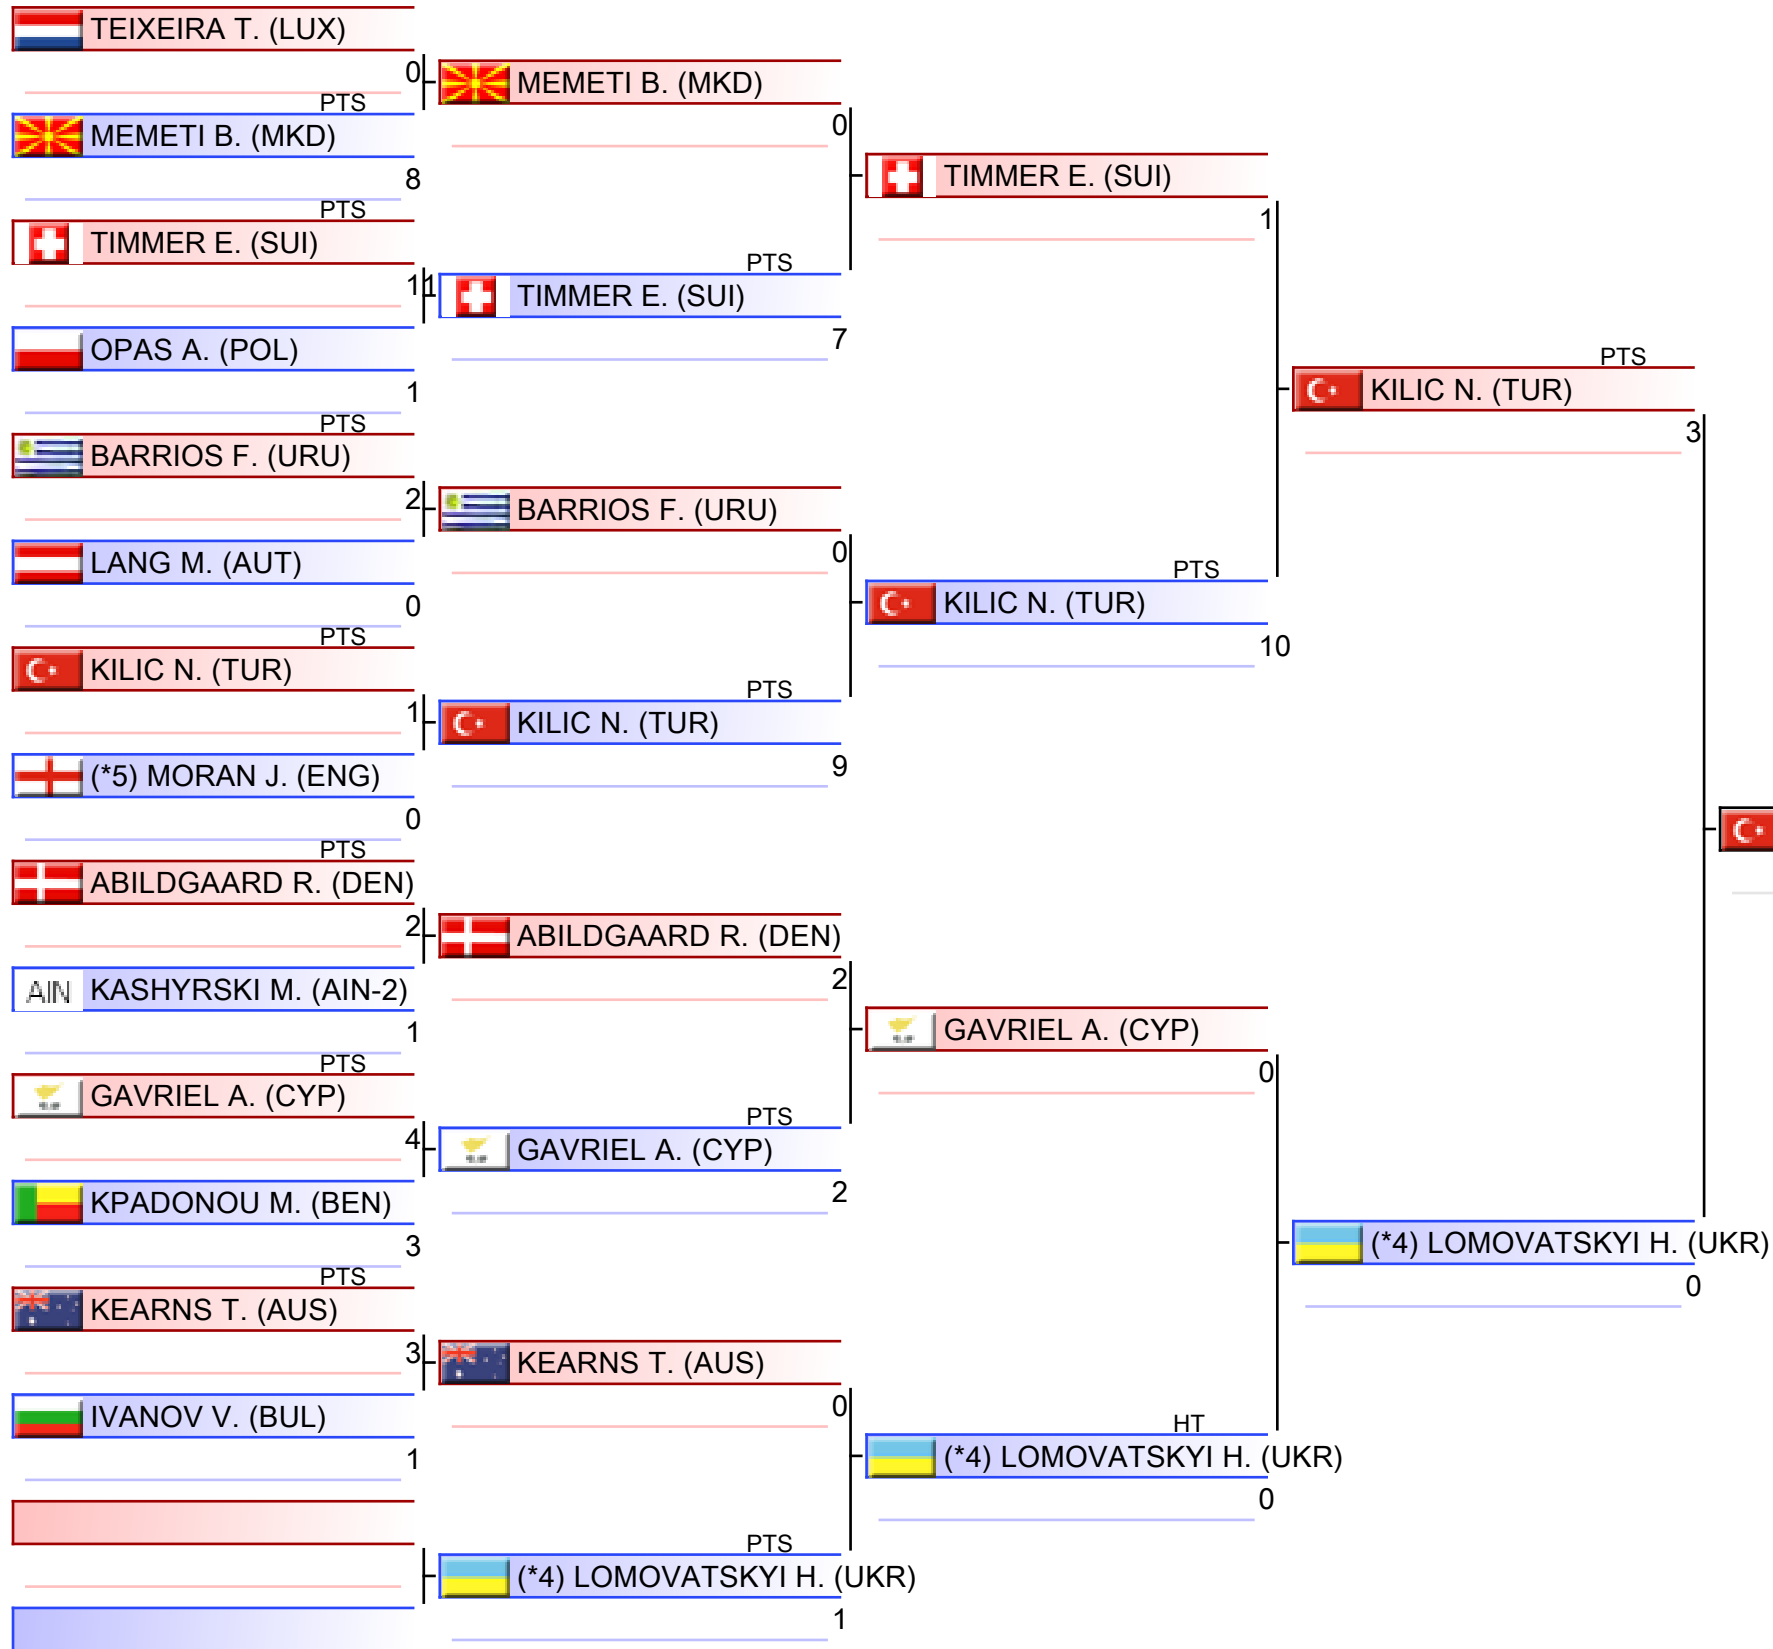 TEIXEIRA T. (LUX)
0
PTS
MEMETI B. (MKD)
8
PTS
TIMMER E. (SUI)
11
OPAS A. (POL)
1
PTS
BARRIOS F. (URU)
2
LANG M. (AUT)
0
PTS
KILIC N. (TUR)
1
(*5) MORAN J. (ENG)
0
PTS
ABILDGAARD R. (DEN)
2
AIN KASHYRSKI M. (AIN-2)
1
PTS
GAVRIEL A. (CYP)
4
KPADONOU M. (BEN)
3
PTS
KEARNS T. (AUS)
3
IVANOV V. (BUL)
1
MEMETI B. (MKD)
0
PTS
TIMMER E. (SUI)
7
BARRIOS F. (URU)
0
PTS
KILIC N. (TUR)
9
ABILDGAARD R. (DEN)
2
PTS
GAVRIEL A. (CYP)
2
KEARNS T. (AUS)
0
PTS
(*4) LOMOVATSKYI H. (UKR)
1
TIMMER E. (SUI)
1
PTS
KILIC N. (TUR)
10
GAVRIEL A. (CYP)
0
HT
(*4) LOMOVATSKYI H. (UKR)
0
PTS
KILIC N. (TUR)
3
(*4) LOMOVATSKYI H. (UKR)
0